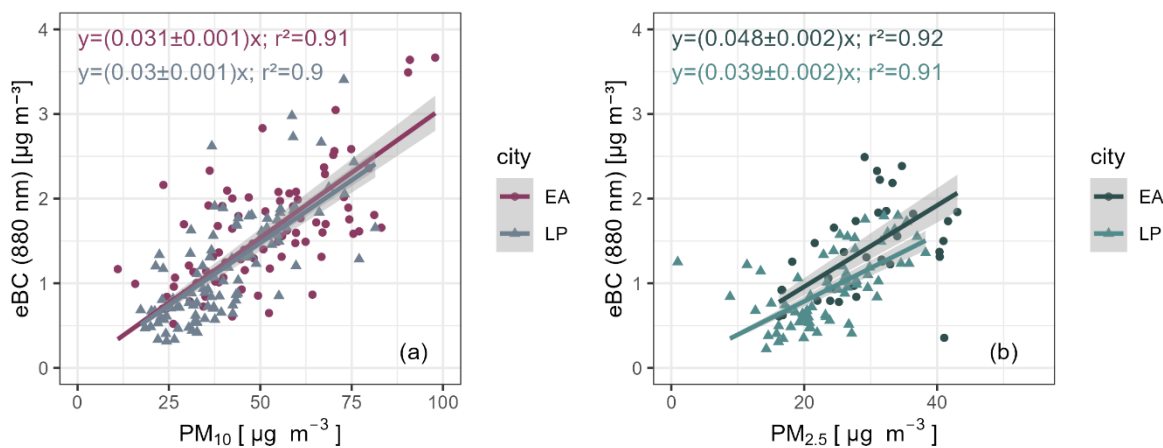 y=(0.031±0.001)x; r²=0.91
y=(0.03±0.001)x; r²=0.9
4
3
2
1
0
eBC (880 nm) [µg m⁻³]
0 25 50 75 100
PM₁₀ [ µg m⁻³]
(a)
city
EA
LP
y=(0.048±0.002)x; r²=0.92
y=(0.039±0.002)x; r²=0.91
4
3
2
1
0
eBC (880 nm) [µg m⁻³]
0 20 40
PM₂.₅ [ µg m⁻³]
(b)
city
EA
LP